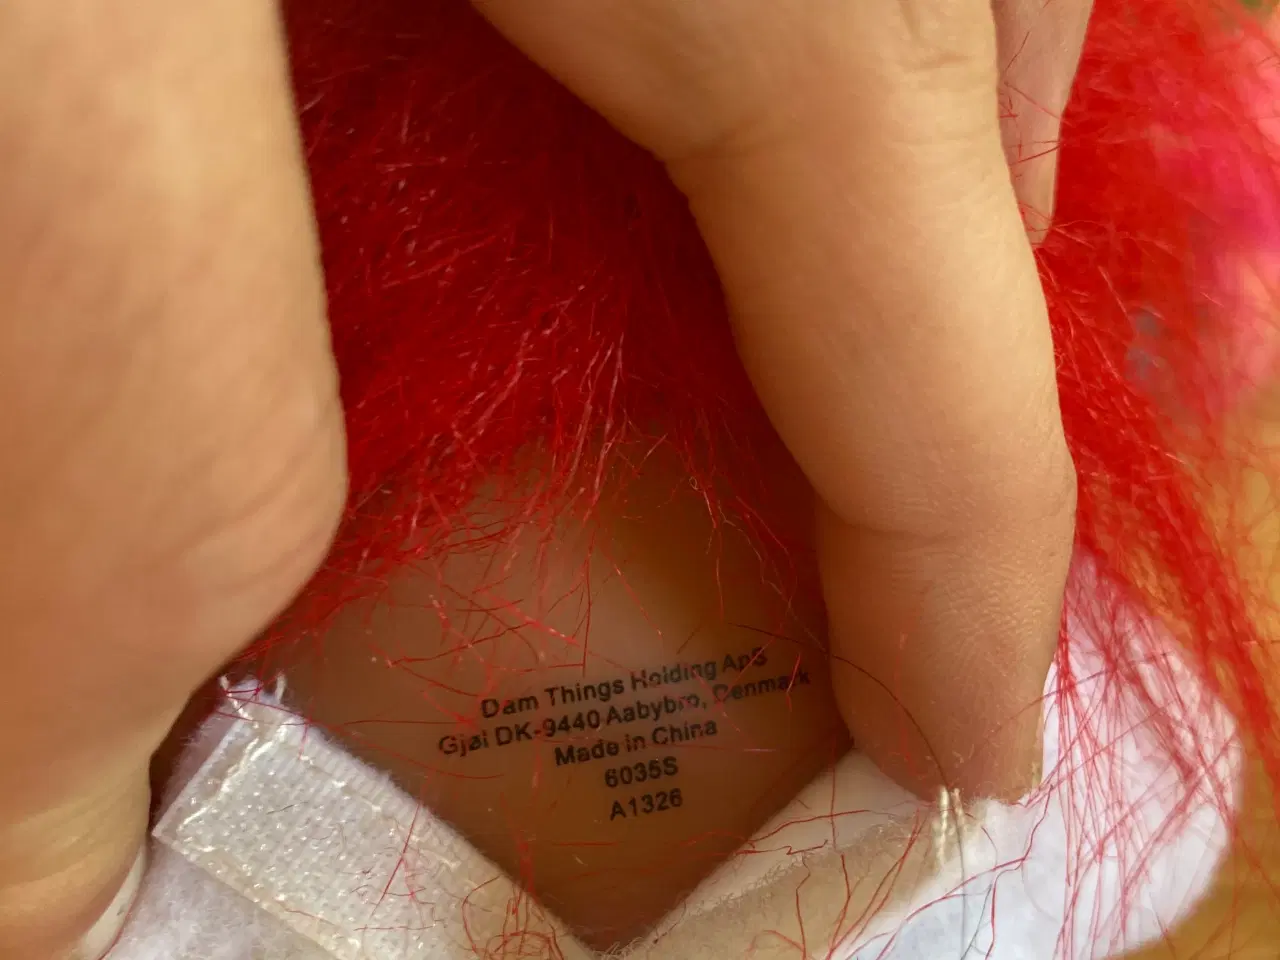 Dam Things Holding ApS
Gjøl DK-9440 Aabybro, Denmark
Made in China
6035S
A1326